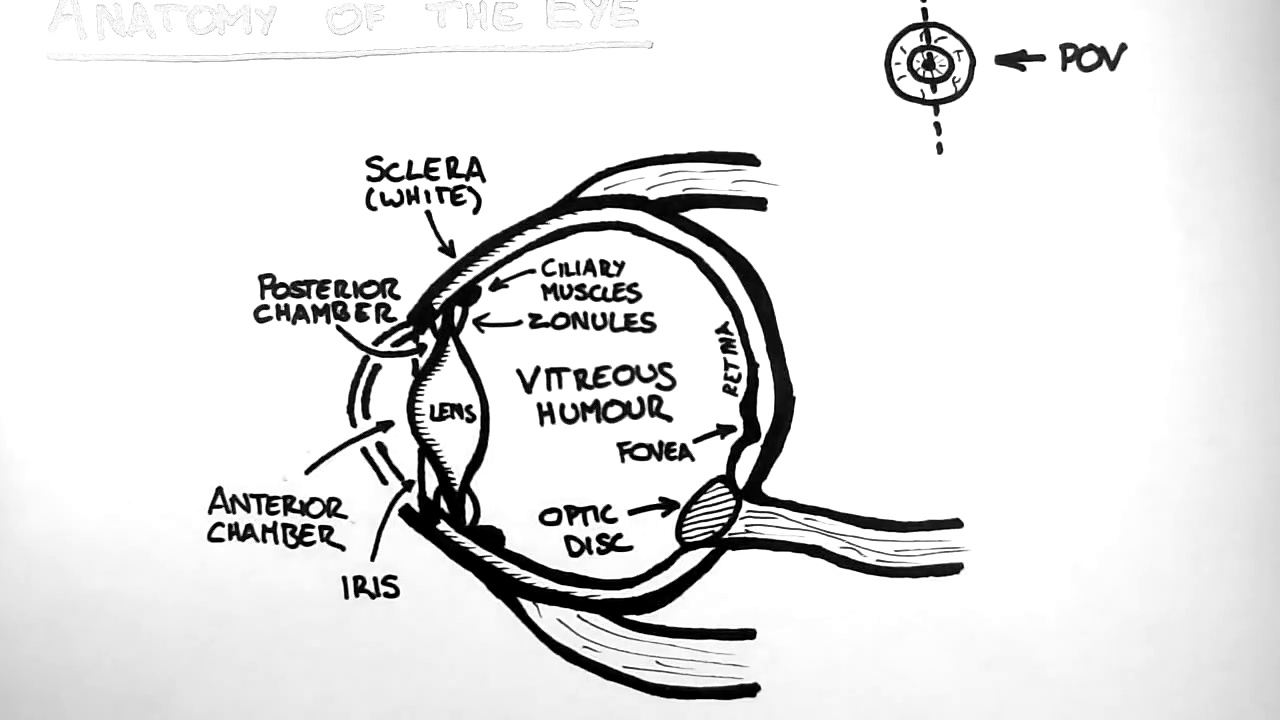 ANATOMY OF THE EYE
POV
SCLERA
(WHITE)
POSTERIOR
CHAMBER
CILIARY
MUSCLES
ZONULES
RETINA
VITREOUS
HUMOUR
LENS
FOVEA
ANTERIOR
CHAMBER
OPTIC
DISC
IRIS